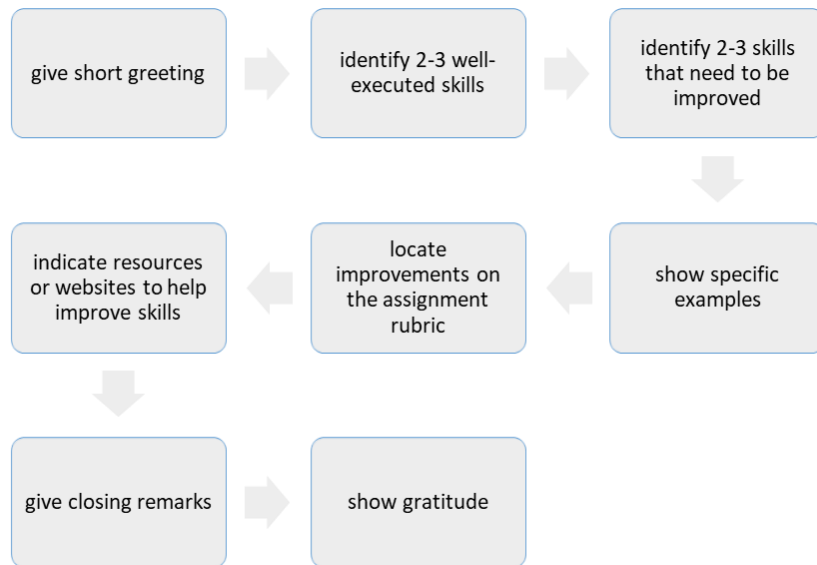 give short greeting
identify 2-3 well-
executed skills
identify 2-3 skills
that need to be
improved
show specific
examples
locate
improvements on
the assignment
rubric
indicate resources
or websites to help
improve skills
give closing remarks
show gratitude